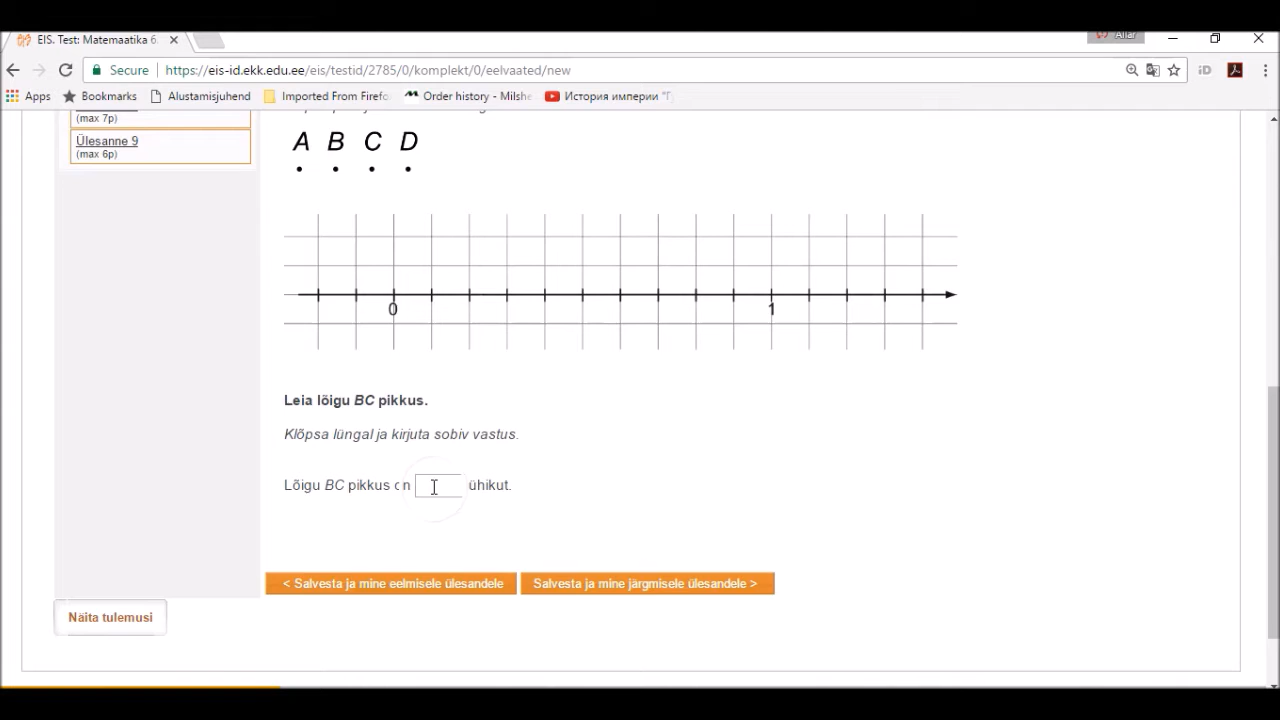 EIS. Test: Matemaatika 6.
Allar
Secure https://eis-id.ekk.edu.ee/eis/testid/2785/0/komplekt/0/eelvaated/new
iD
Apps Bookmarks Alustamisjuhend Imported From Firefo Order history - Milshe История империи "Г
(max 7p)
Ülesanne 9
(max 6p)
A B C D
0 1
Leia lõigu BC pikkus.
Klõpsa lüngal ja kirjuta sobiv vastus.
Lõigu BC pikkus on ühikut.
< Salvesta ja mine eelmisele ülesandele
Salvesta ja mine järgmisele ülesandele >
Näita tulemusi